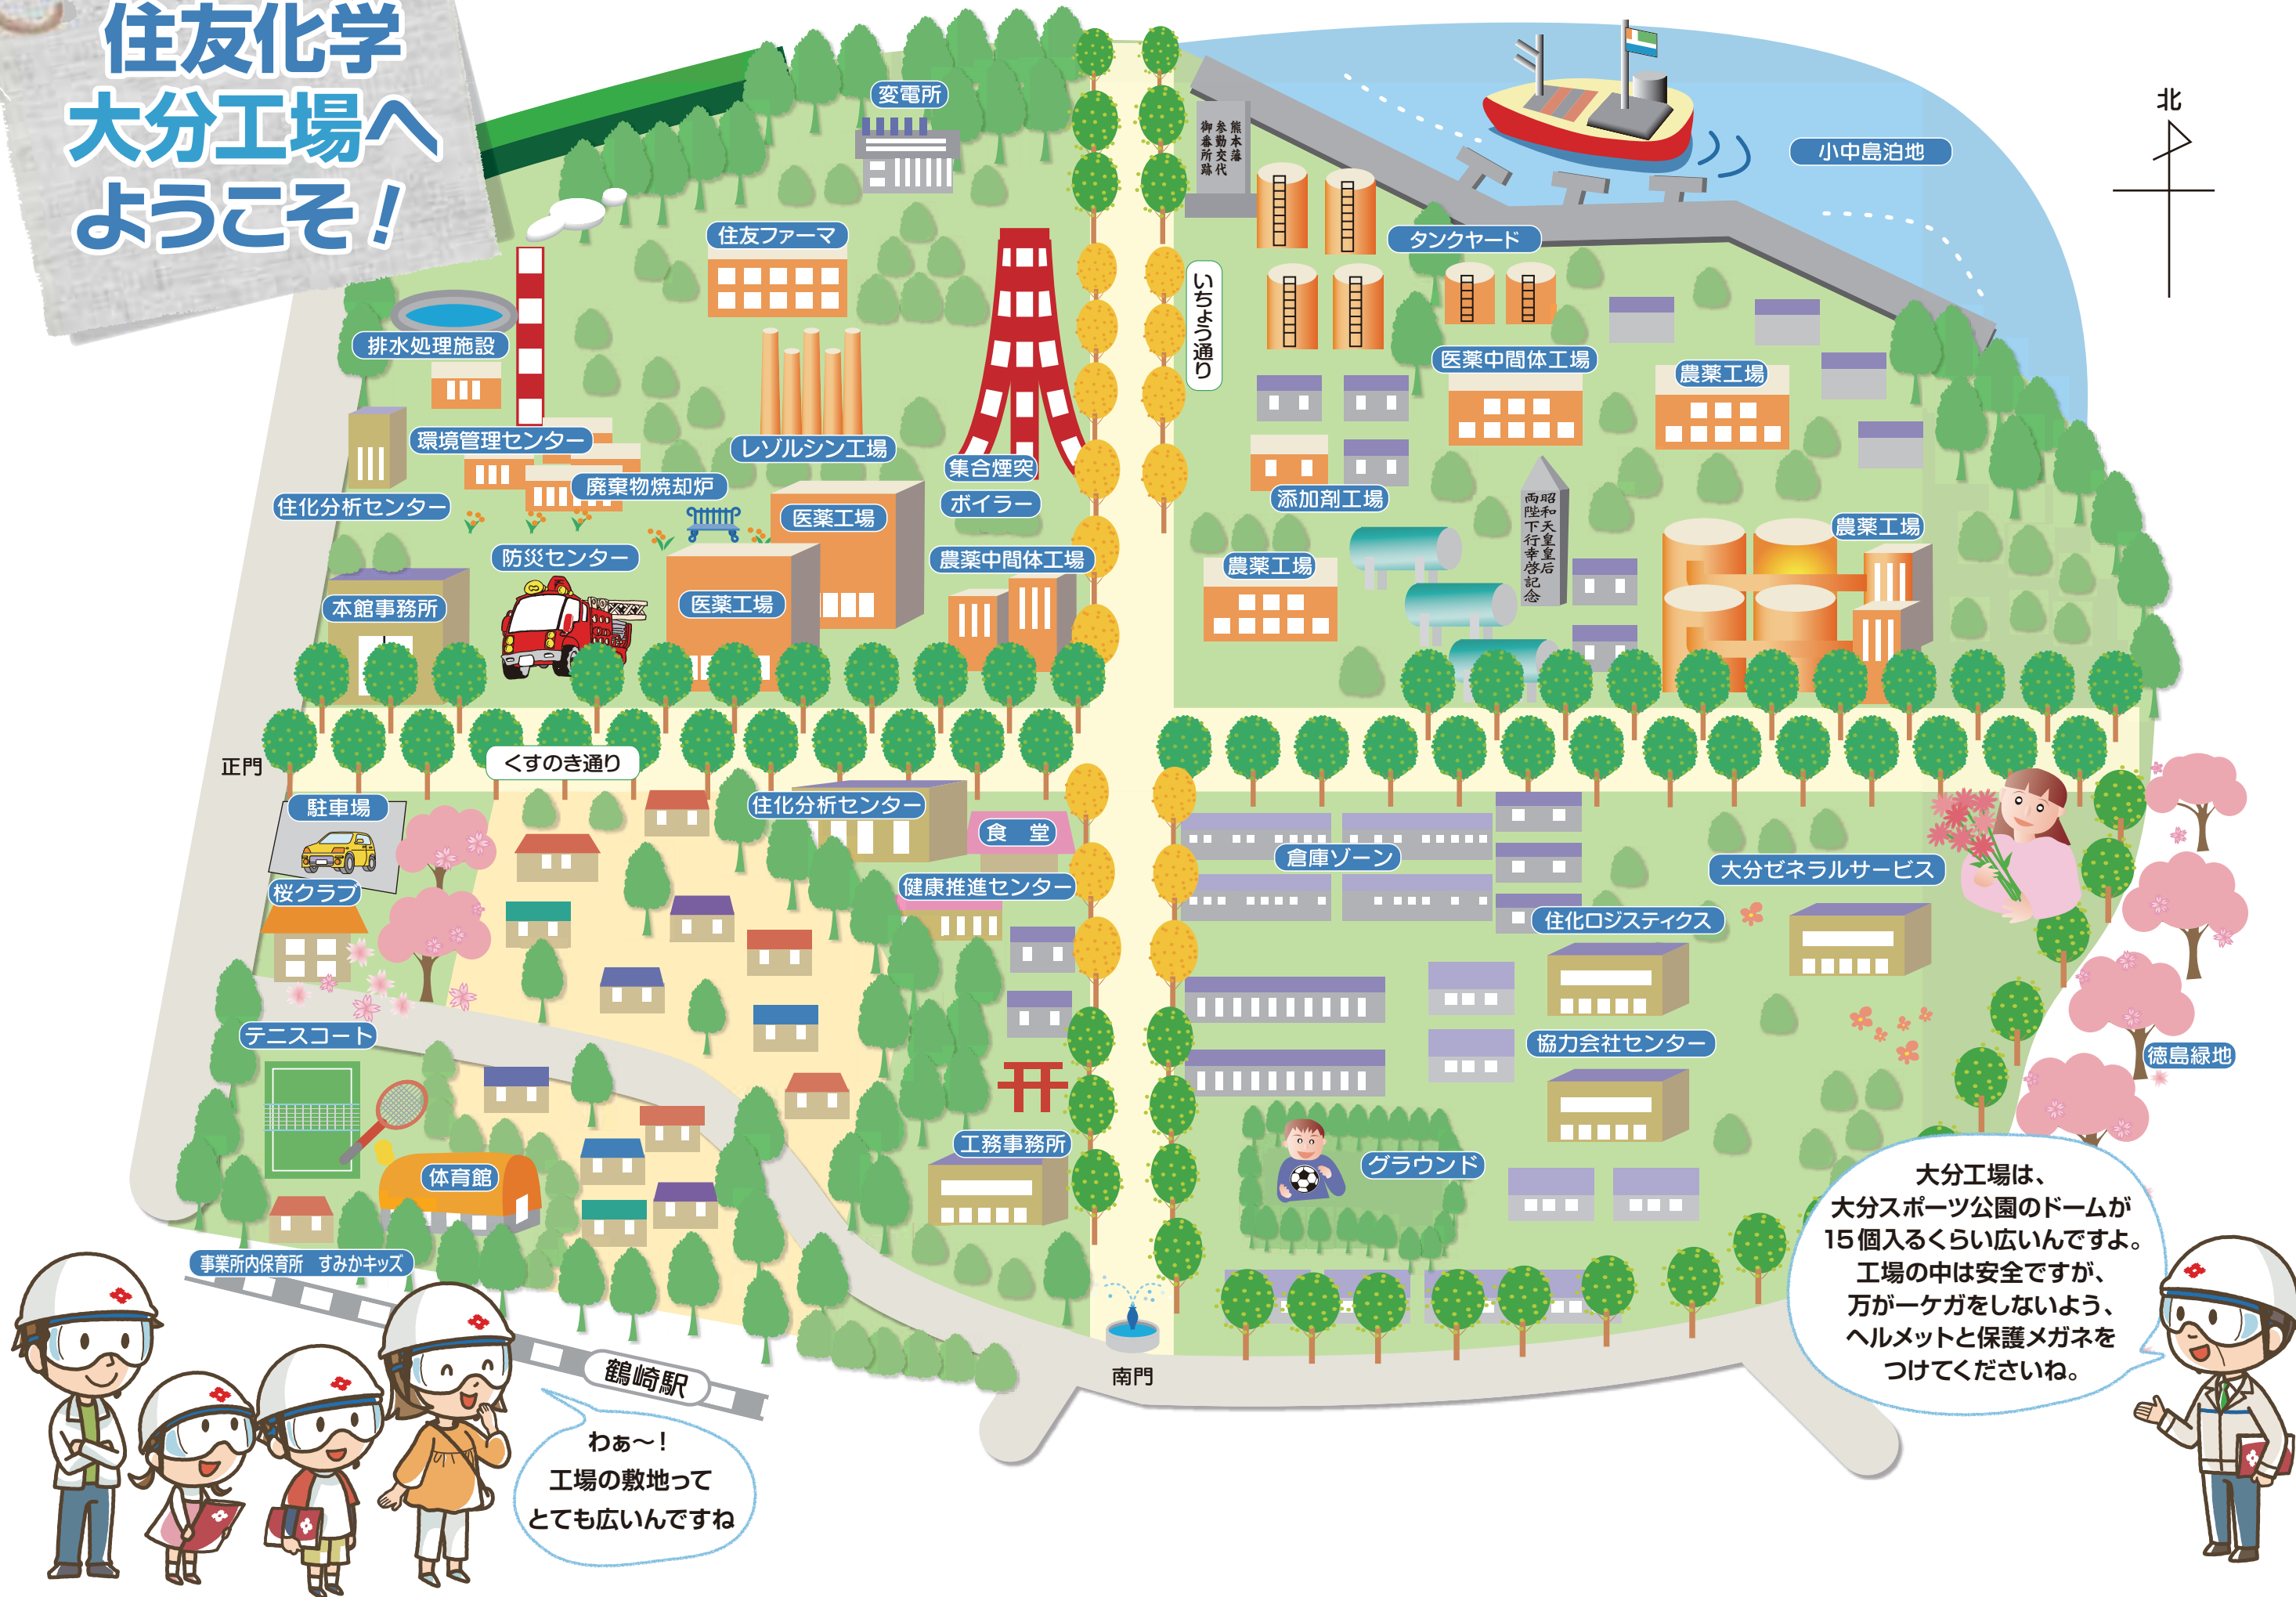 住友化学
大分工場へ
ようこそ!
変電所
熊本藩
参勤交代
御番所跡
小中島泊地
北
住友ファーマ
タンクヤード
いちょう通り
排水処理施設
医薬中間体工場
農薬工場
環境管理センター
レゾルシン工場
集合煙突
ボイラー
廃棄物焼却炉
住化分析センター
医薬工場
添加剤工場
昭和天皇皇后
両陛下行幸啓記念
農薬工場
防災センター
農薬中間体工場
農薬工場
本館事務所
医薬工場
正門
くすのき通り
駐車場
住化分析センター
食 堂
倉庫ゾーン
大分ゼネラルサービス
桜クラブ
健康推進センター
住化ロジスティクス
テニスコート
協力会社センター
徳島緑地
工務事務所
グラウンド
体育館
事業所内保育所 すみかキッズ
鶴崎駅
南門
わぁ〜!
工場の敷地って
とても広いんですね
大分工場は、
大分スポーツ公園のドームが
15個入るくらい広いんですよ。
工場の中は安全ですが、
万が一ケガをしないよう、
ヘルメットと保護メガネを
つけてくださいね。